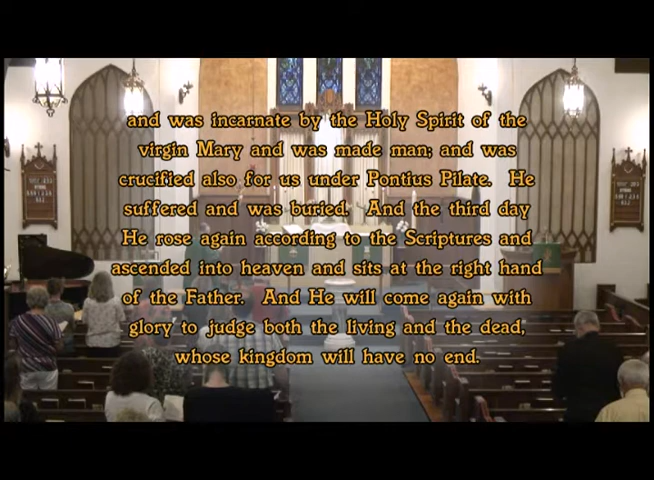 and was incarnate by the Holy Spirit of the
virgin Mary and was made man; and was
crucified also for us under Pontius Pilate. He
suffered and was buried. And the third day
He rose again according to the Scriptures and
ascended into heaven and sits at the right hand
of the Father. And He will come again with
glory to judge both the living and the dead,
whose kingdom will have no end.